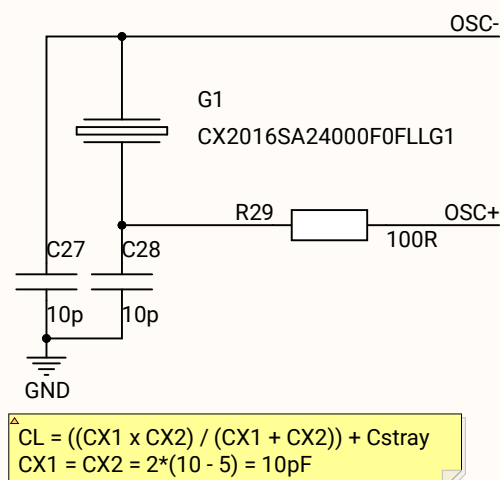 OSC-
G1
CX2016SA24000F0FLLG1
R29
OSC+
100R
C27
C28
10p
10p
GND
CL = ((CX1 x CX2) / (CX1 + CX2)) + Cstray
CX1 = CX2 = 2*(10 - 5) = 10pF